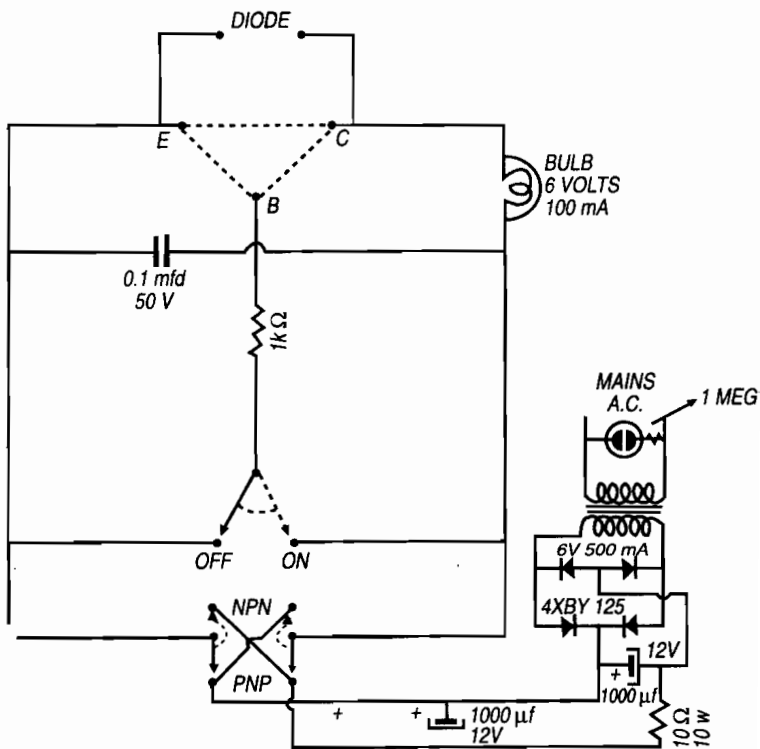 DIODE
E
C
B
BULB
6 VOLTS
100 mA
0.1 mfd
50 V
1k Ω
MAINS
A.C.
1 MEG
OFF
ON
6V 500 mA
4XBY 125
NPN
PNP
12V
+
1000 μf
+
+
1000 μf
12V
10 Ω
10 w